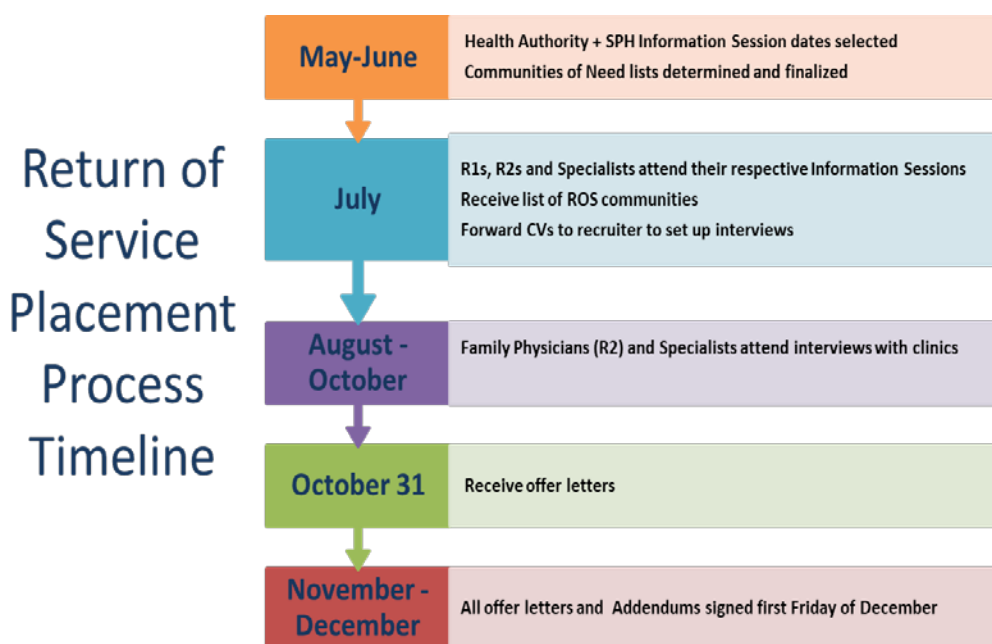 Return of
Service
Placement
Process
Timeline
May-June
Health Authority + SPH Information Session dates selected
Communities of Need lists determined and finalized
July
R1s, R2s and Specialists attend their respective Information Sessions
Receive list of ROS communities
Forward CVs to recruiter to set up interviews
August -
October
Family Physicians (R2) and Specialists attend interviews with clinics
October 31
Receive offer letters
November -
December
All offer letters and Addendums signed first Friday of December